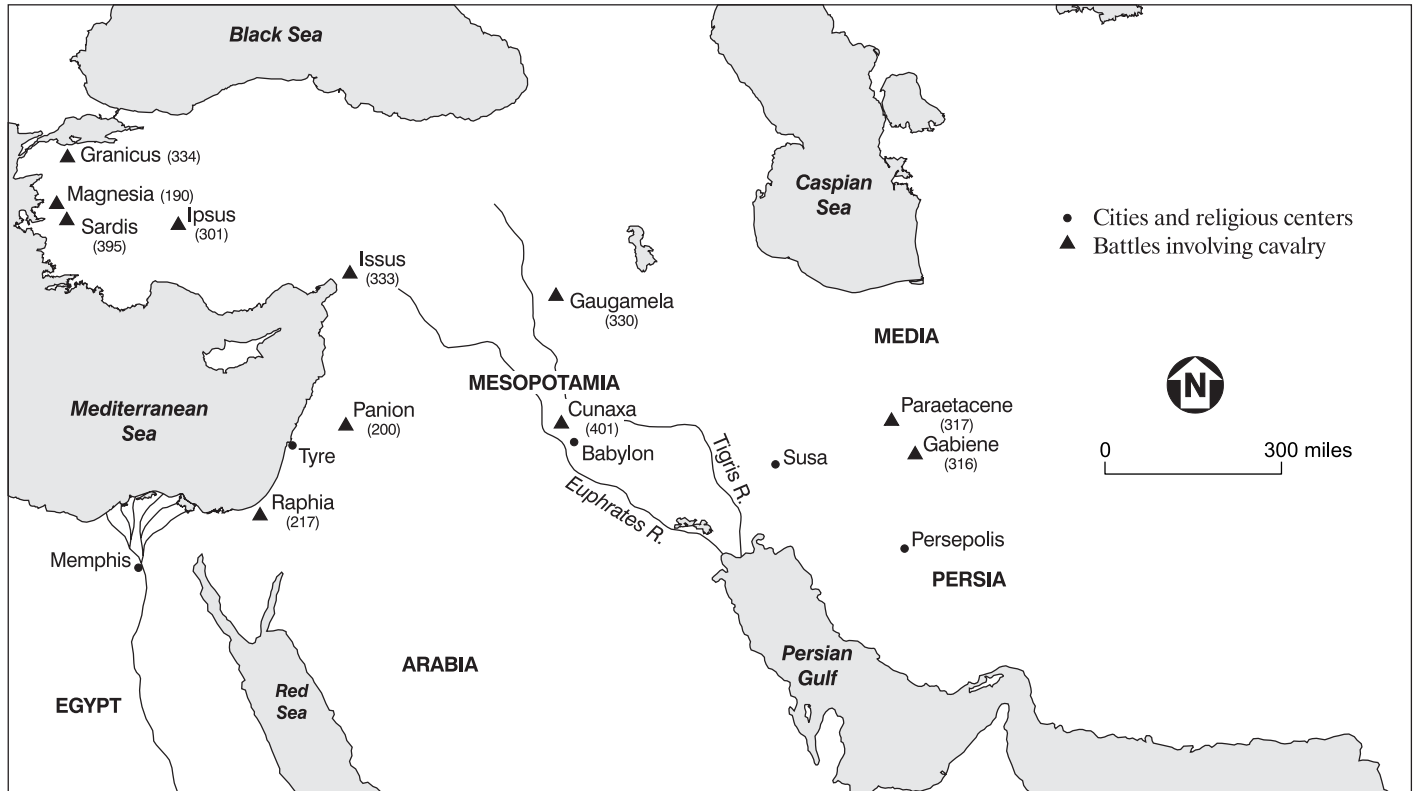 Black Sea
Granicus (334)
Magnesia (190)
Sardis
(395)
Ipsus
(301)
Issus
(333)
Caspian
Sea
Cities and religious centers
Battles involving cavalry
Gaugamela
(330)
MEDIA
N
MESOPOTAMIA
Mediterranean
Sea
Panion
(200)
Cunaxa
(401)
Paraetacene
(317)
Gabiene
(316)
0 300 miles
Tyre
Babylon
Tigris R.
Susa
Raphia
(217)
Euphrates R.
Memphis
Persepolis
PERSIA
ARABIA
Persian
Gulf
EGYPT
Red
Sea